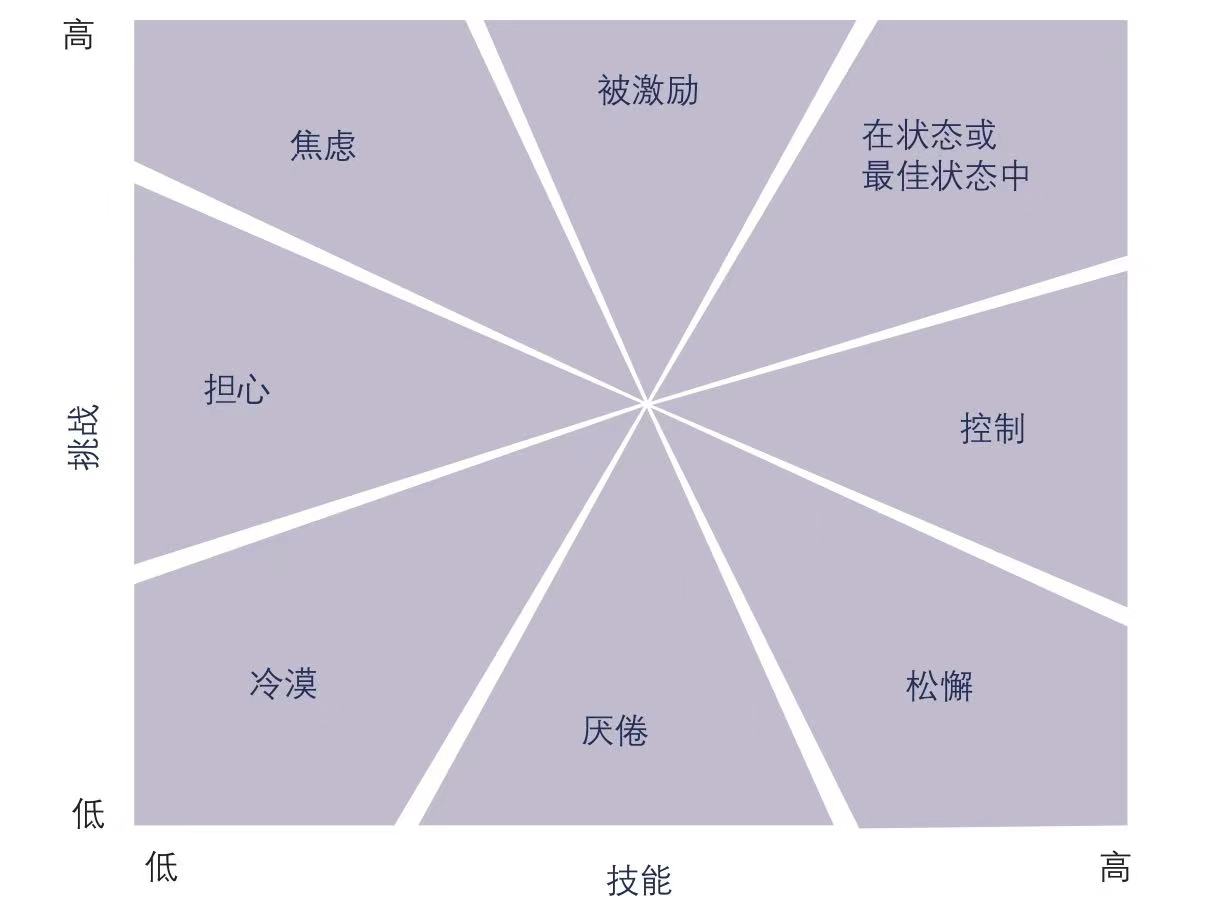 高
被激励
焦虑
在状态或
最佳状态中
担心
控制
挑战
冷漠
松懈
厌倦
低
低
技能
高